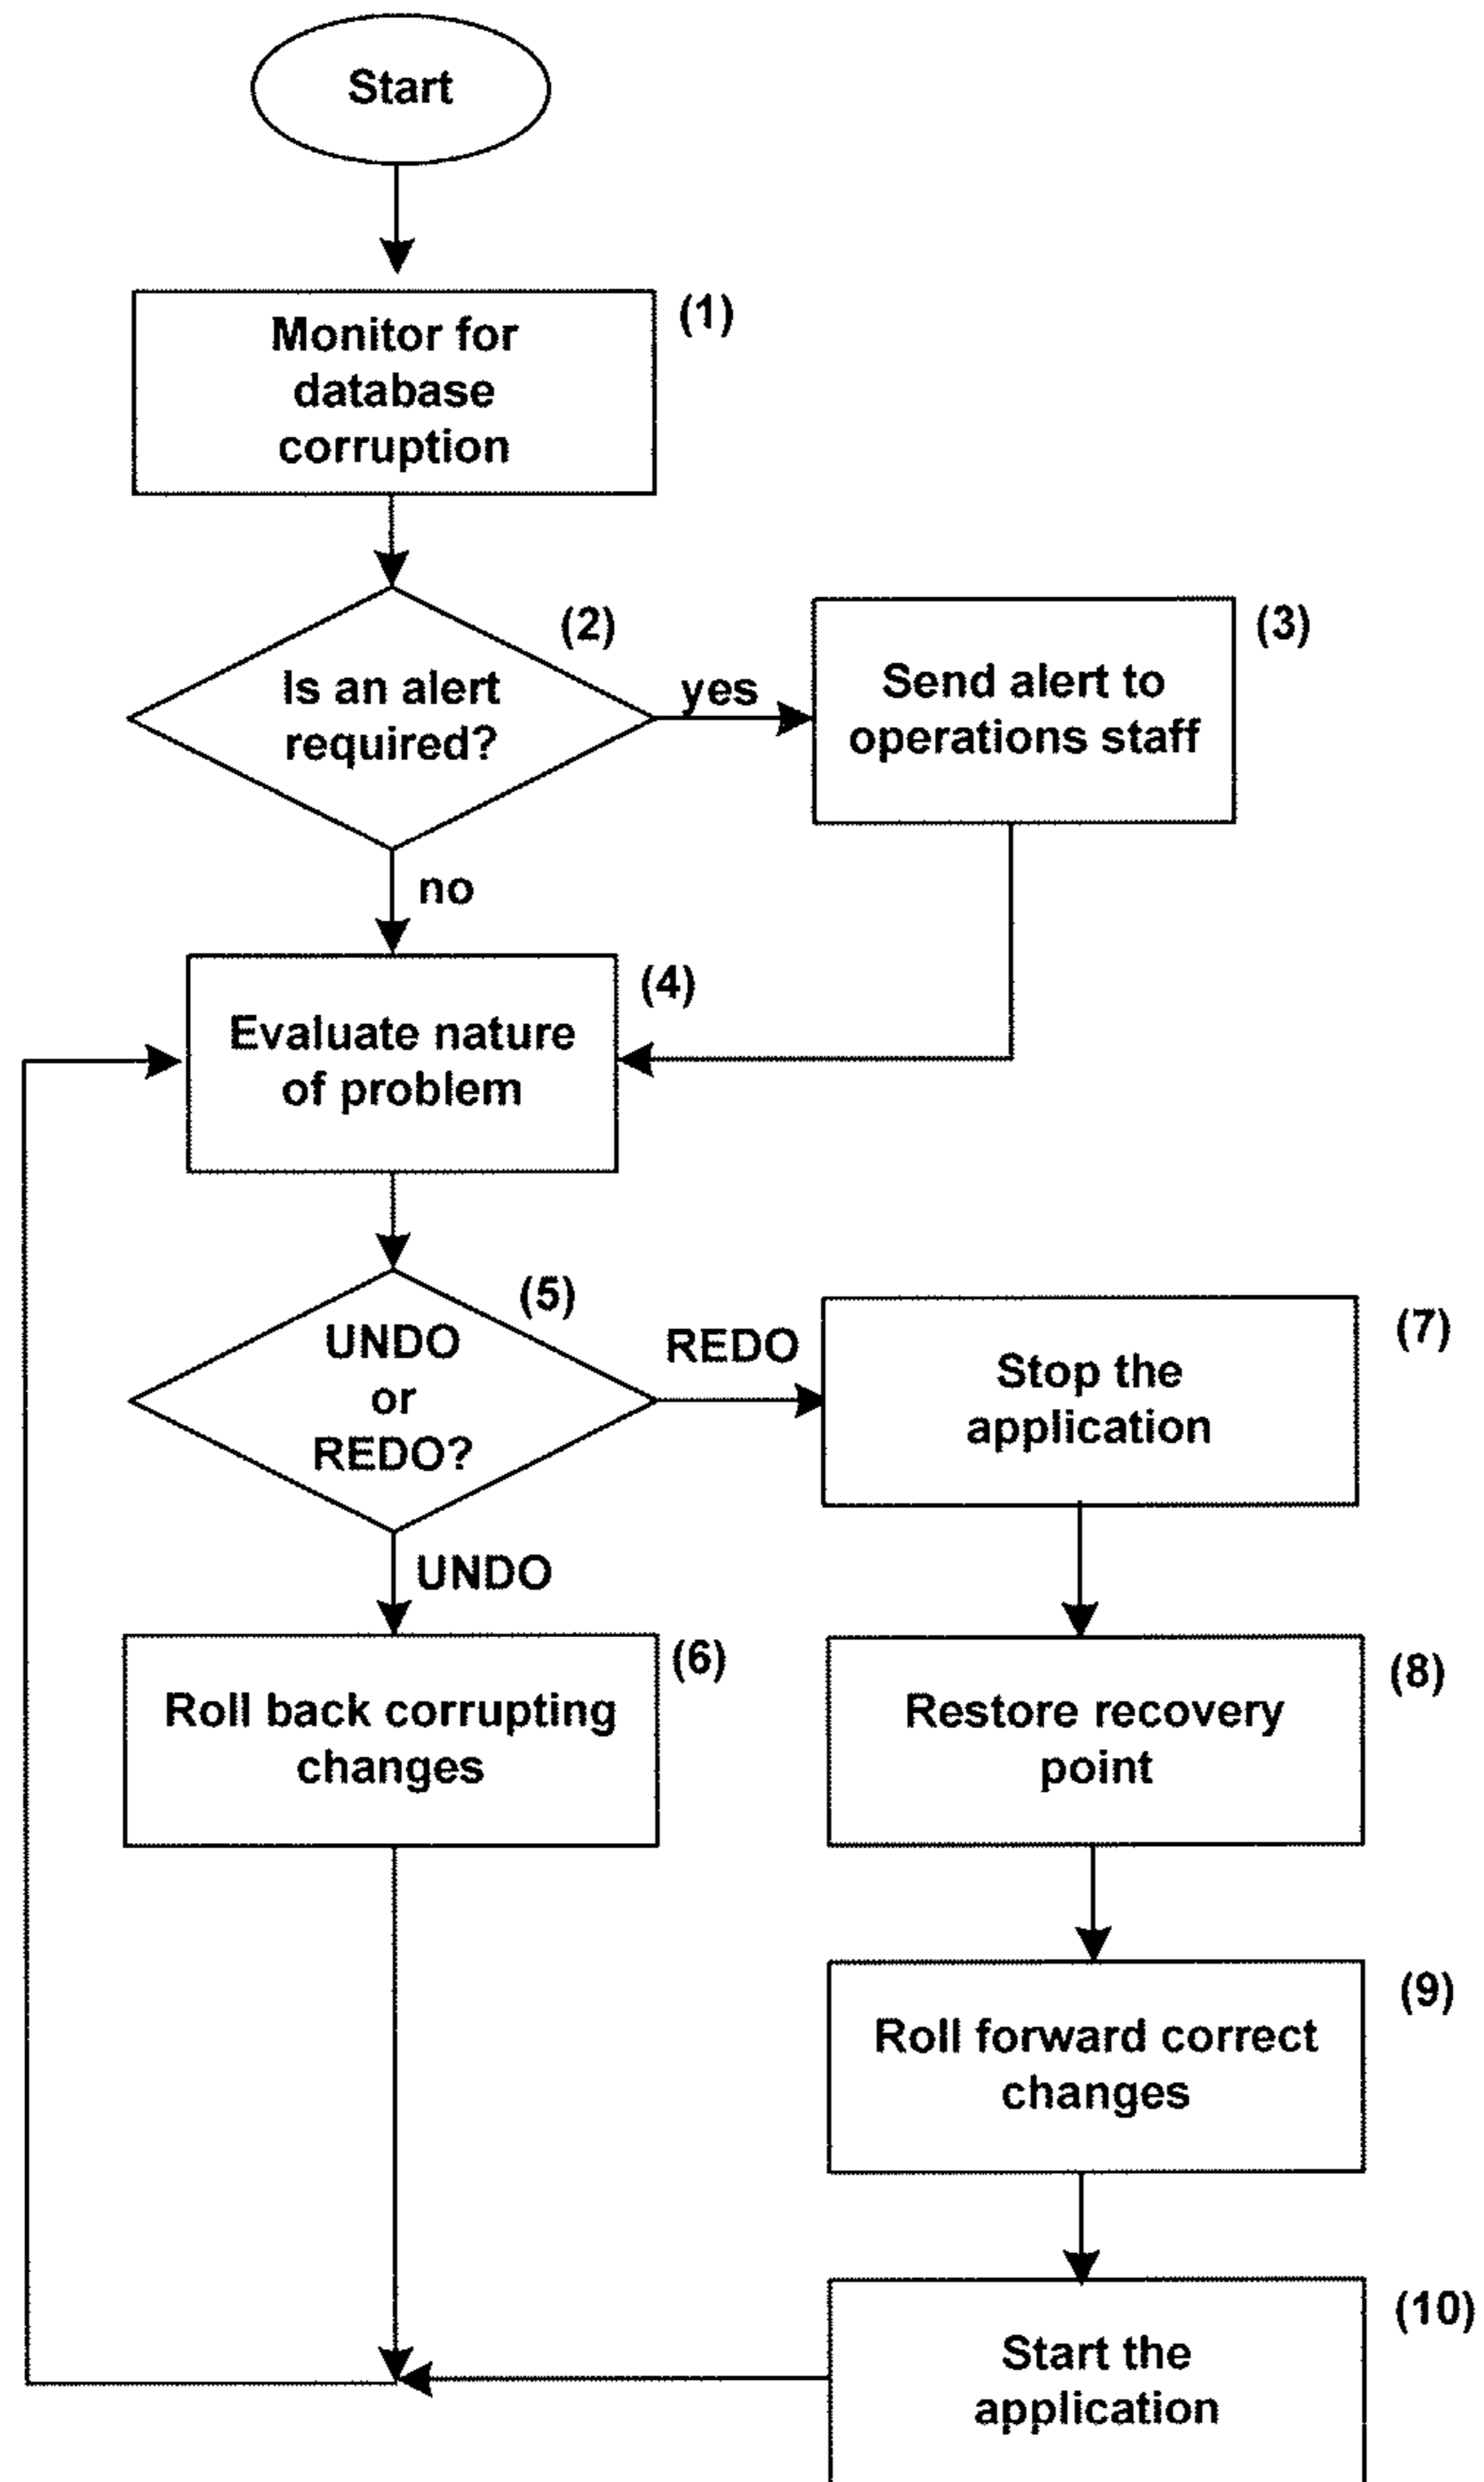 Start
(1)
Monitor for
database
corruption
(2)
Is an alert
required?
yes
(3)
Send alert to
operations staff
no
(4)
Evaluate nature
of problem
(5)
UNDO
or
REDO?
REDO
(7)
Stop the
application
UNDO
(6)
Roll back corrupting
changes
(8)
Restore recovery
point
(9)
Roll forward correct
changes
(10)
Start the
application